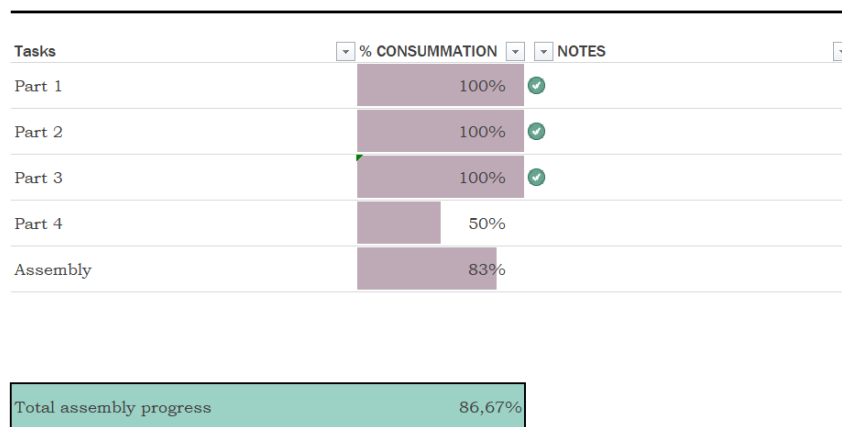 Tasks % CONSUMMATION NOTES
Part 1 100%
Part 2 100%
Part 3 100%
Part 4 50%
Assembly 83%
Total assembly progress 86,67%